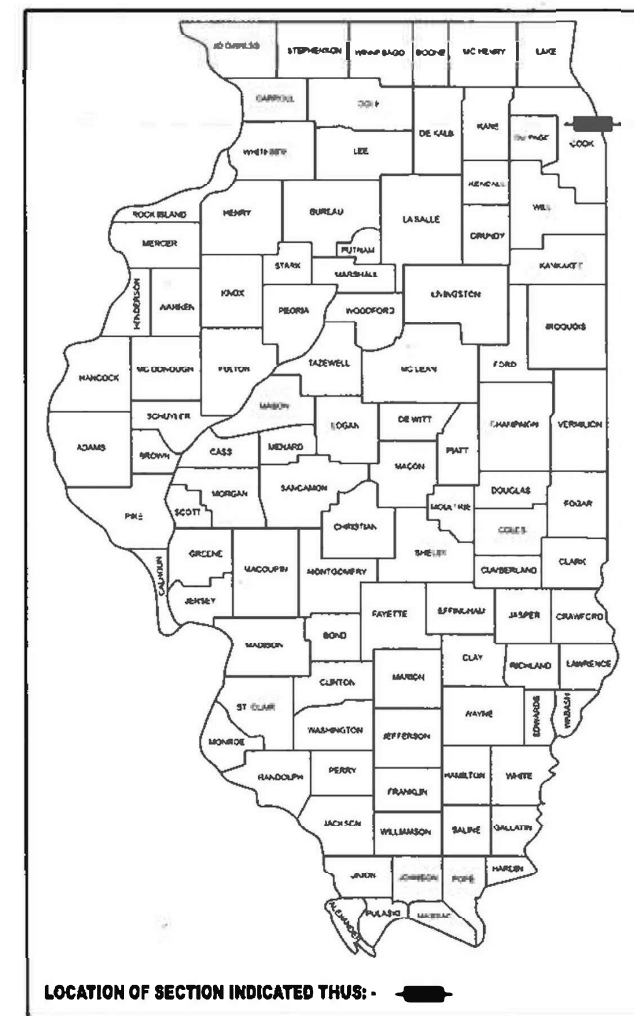 JO DAVIESS STEPHENSON WINNEBAGO BOONE MC HENRY LAKE
CARROLL OGLE DE KALB KANE DU PAGE COOK
WHITESIDE LEE
KENDALL
ROCK ISLAND HENRY BUREAU LA SALLE WILL
MERCER PUTNAM GRUNDY
STARK MARSHALL KANKAKEE
HENDERSON WARREN KNOX PEORIA WOODFORD LIVINGSTON IROQUOIS
HANCOCK MC DONOUGH FULTON TAZEWELL MC LEAN FORD
MASON
SCHUYLER LOGAN DE WITT CHAMPAIGN VERMILION
ADAMS BROWN CASS MENARD PIATT
MACON
PIKE SCOTT MORGAN SANGAMON MOULTRIE DOUGLAS EDGAR
CHRISTIAN COLES
CALHOUN GREENE MACOUPIN MONTGOMERY SHELBY CUMBERLAND CLARK
JERSEY FAYETTE EFFINGHAM JASPER CRAWFORD
MADISON BOND
CLAY RICHLAND LAWRENCE
CLINTON MARION
ST CLAIR WAYNE EDWARDS WABASH
MONROE WASHINGTON JEFFERSON
RANDOLPH PERRY HAMILTON WHITE
FRANKLIN
JACKSON WILLIAMSON SALINE GALLATIN
UNION JOHNSON POPE HARDIN
ALEXANDER PULASKI MASSAC
LOCATION OF SECTION INDICATED THUS: -